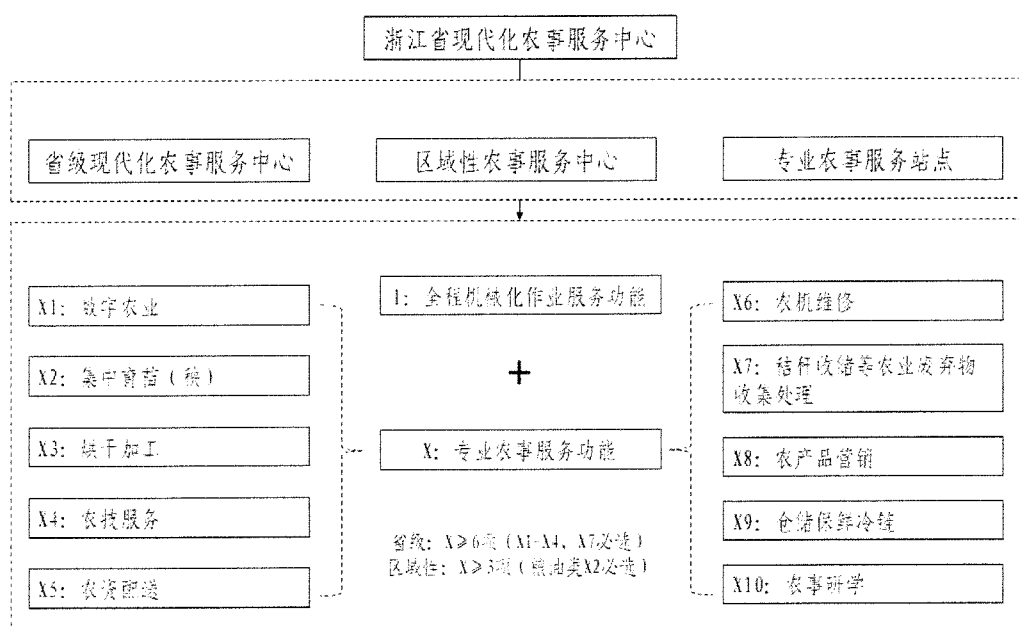 浙江省现代化农事服务中心
省级现代化农事服务中心
区域性农事服务中心
专业农事服务站点
X1: 数字农业
X2: 集中育苗（秧）
X3: 烘干加工
X4: 农技服务
X5: 农资配送
1: 全程机械化作业服务功能
+
X: 专业农事服务功能
省级: X≥6项（X1-X4、X7必选）
区域性: X≥3项（粮油类X2必选）
X6: 农机维修
X7: 秸秆收储等农业废弃物
收集处理
X8: 农产品营销
X9: 仓储保鲜冷链
X10: 农事研学